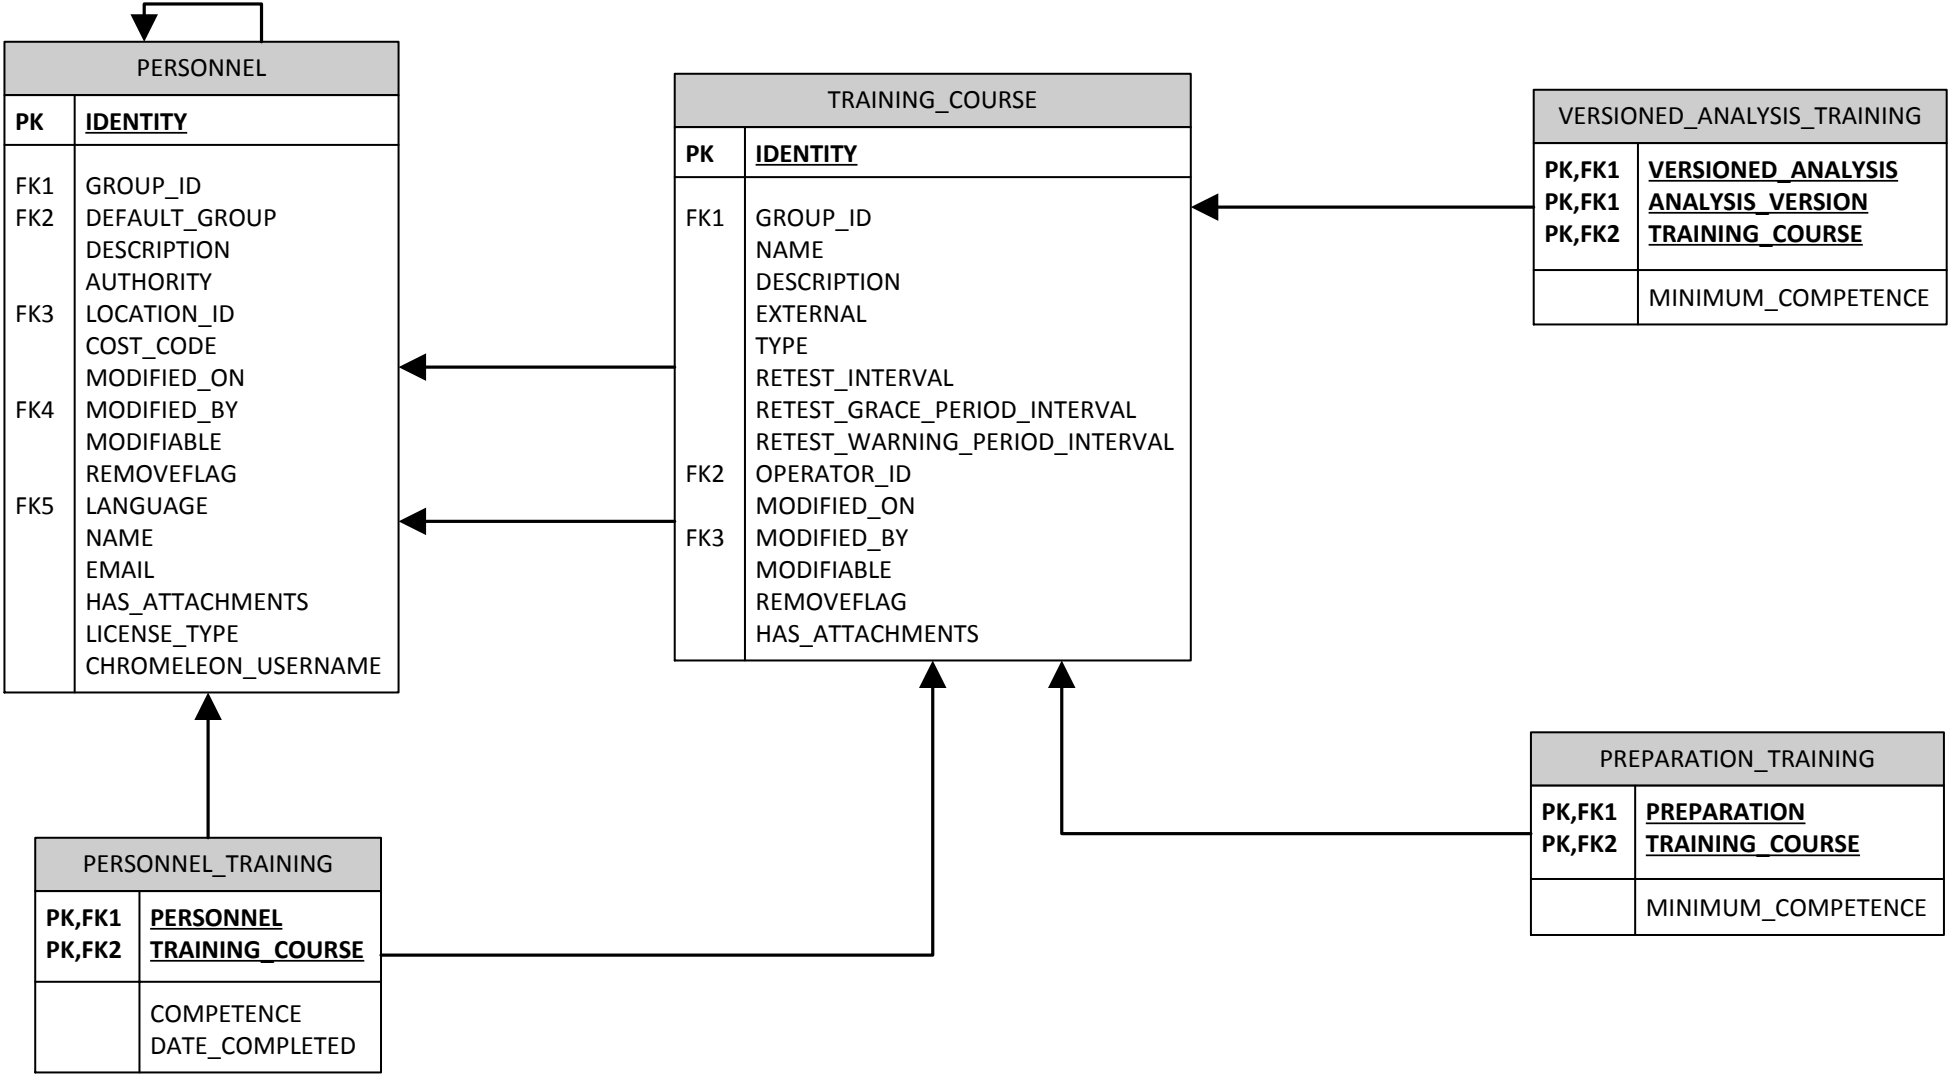 PERSONNEL
PK IDENTITY
FK1 GROUP_ID
FK2 DEFAULT_GROUP
DESCRIPTION
AUTHORITY
FK3 LOCATION_ID
COST_CODE
MODIFIED_ON
FK4 MODIFIED_BY
MODIFIABLE
REMOVEFLAG
FK5 LANGUAGE
NAME
EMAIL
HAS_ATTACHMENTS
LICENSE_TYPE
CHROMELEON_USERNAME
TRAINING_COURSE
PK IDENTITY
FK1 GROUP_ID
NAME
DESCRIPTION
EXTERNAL
TYPE
RETEST_INTERVAL
RETEST_GRACE_PERIOD_INTERVAL
RETEST_WARNING_PERIOD_INTERVAL
FK2 OPERATOR_ID
MODIFIED_ON
FK3 MODIFIED_BY
MODIFIABLE
REMOVEFLAG
HAS_ATTACHMENTS
VERSIONED_ANALYSIS_TRAINING
PK,FK1 VERSIONED_ANALYSIS
PK,FK1 ANALYSIS_VERSION
PK,FK2 TRAINING_COURSE
MINIMUM_COMPETENCE
PERSONNEL_TRAINING
PK,FK1 PERSONNEL
PK,FK2 TRAINING_COURSE
COMPETENCE
DATE_COMPLETED
PREPARATION_TRAINING
PK,FK1 PREPARATION
PK,FK2 TRAINING_COURSE
MINIMUM_COMPETENCE